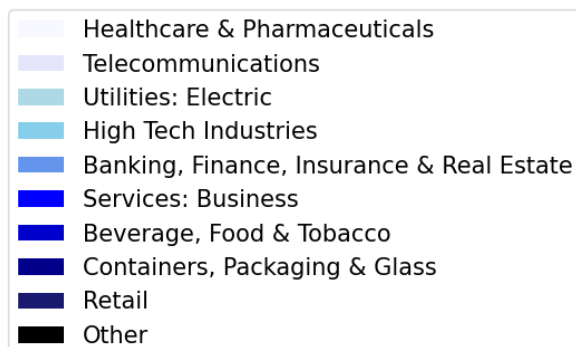 Healthcare & Pharmaceuticals
Telecommunications
Utilities: Electric
High Tech Industries
Banking, Finance, Insurance & Real Estate
Services: Business
Beverage, Food & Tobacco
Containers, Packaging & Glass
Retail
Other